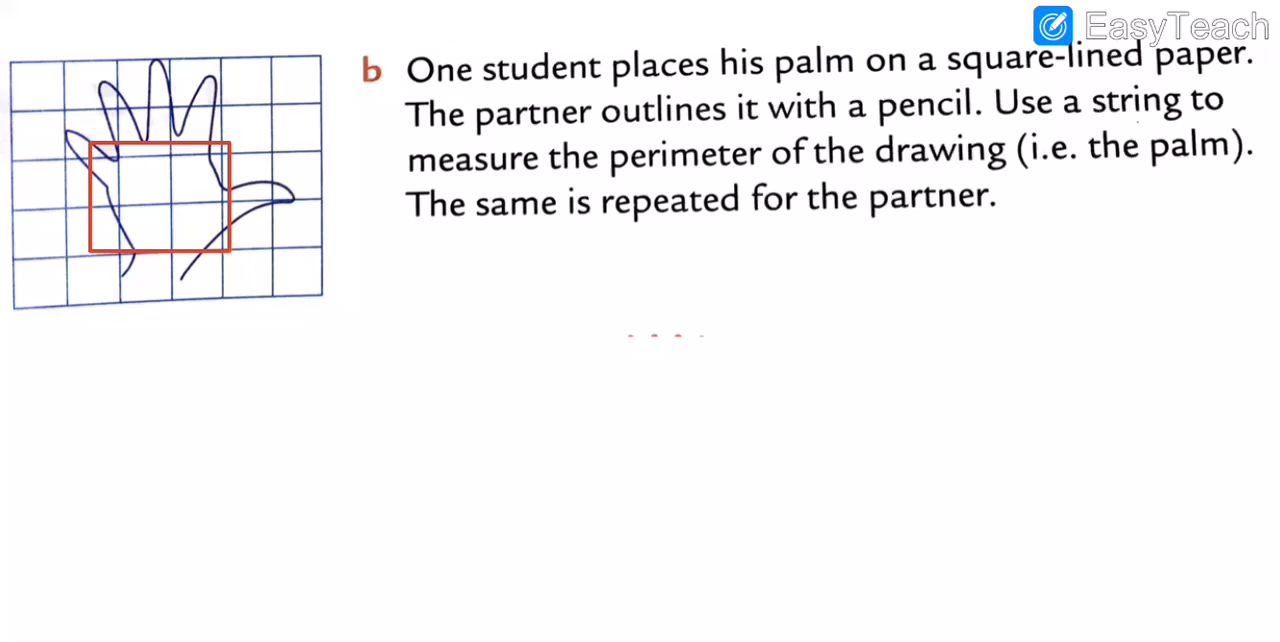 EasyTeach
b One student places his palm on a square-lined paper.
The partner outlines it with a pencil. Use a string to
measure the perimeter of the drawing (i.e. the palm).
The same is repeated for the partner.